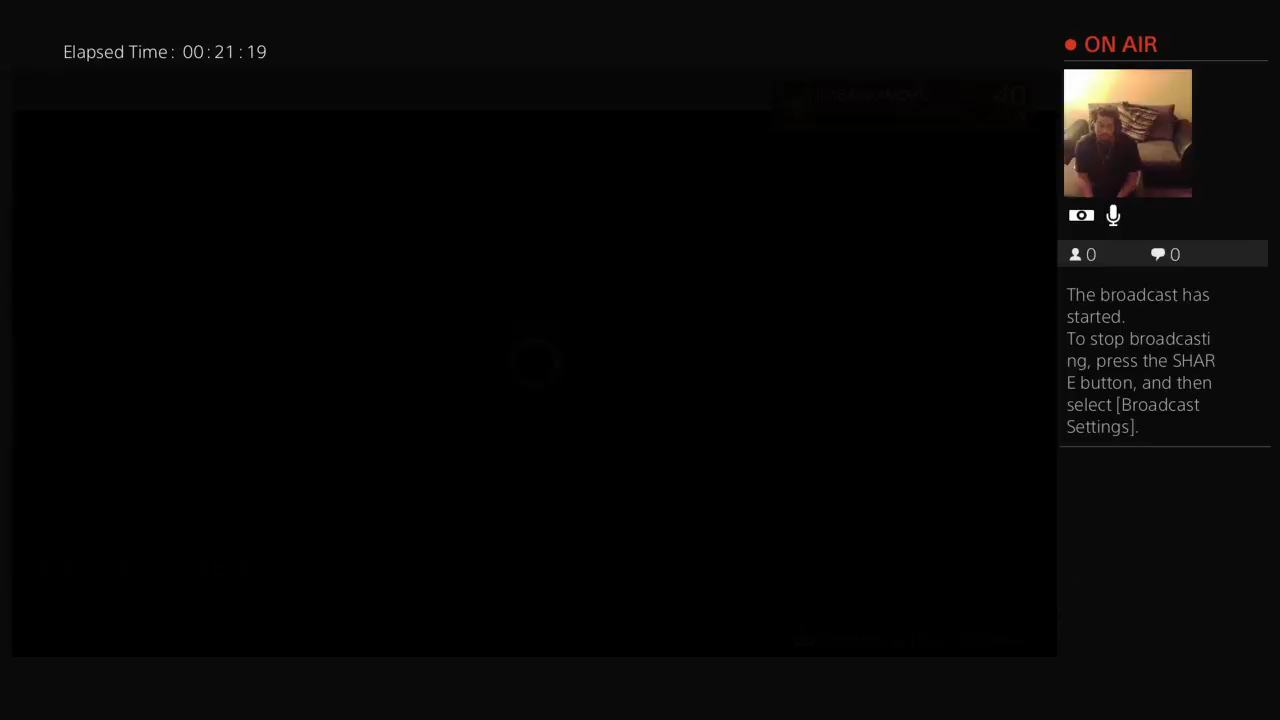 Elapsed Time: 00:21:19
ON AIR
0 0
The broadcast has
started.
To stop broadcasti
ng, press the SHAR
E button, and then
select [Broadcast
Settings].